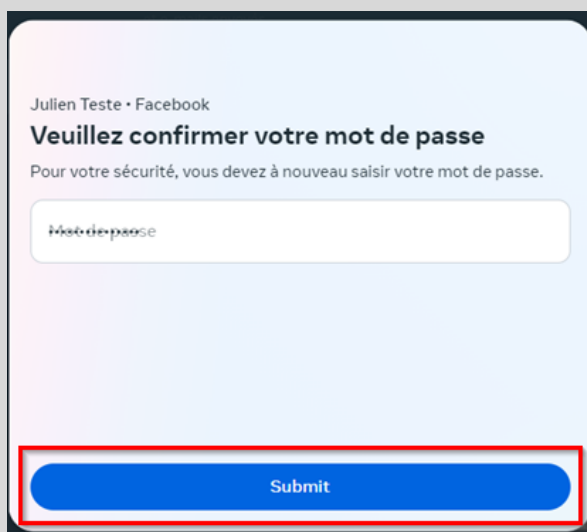 Julien Teste • Facebook
Veuillez confirmer votre mot de passe
Pour votre sécurité, vous devez à nouveau saisir votre mot de passe.
Mot de passe
Submit